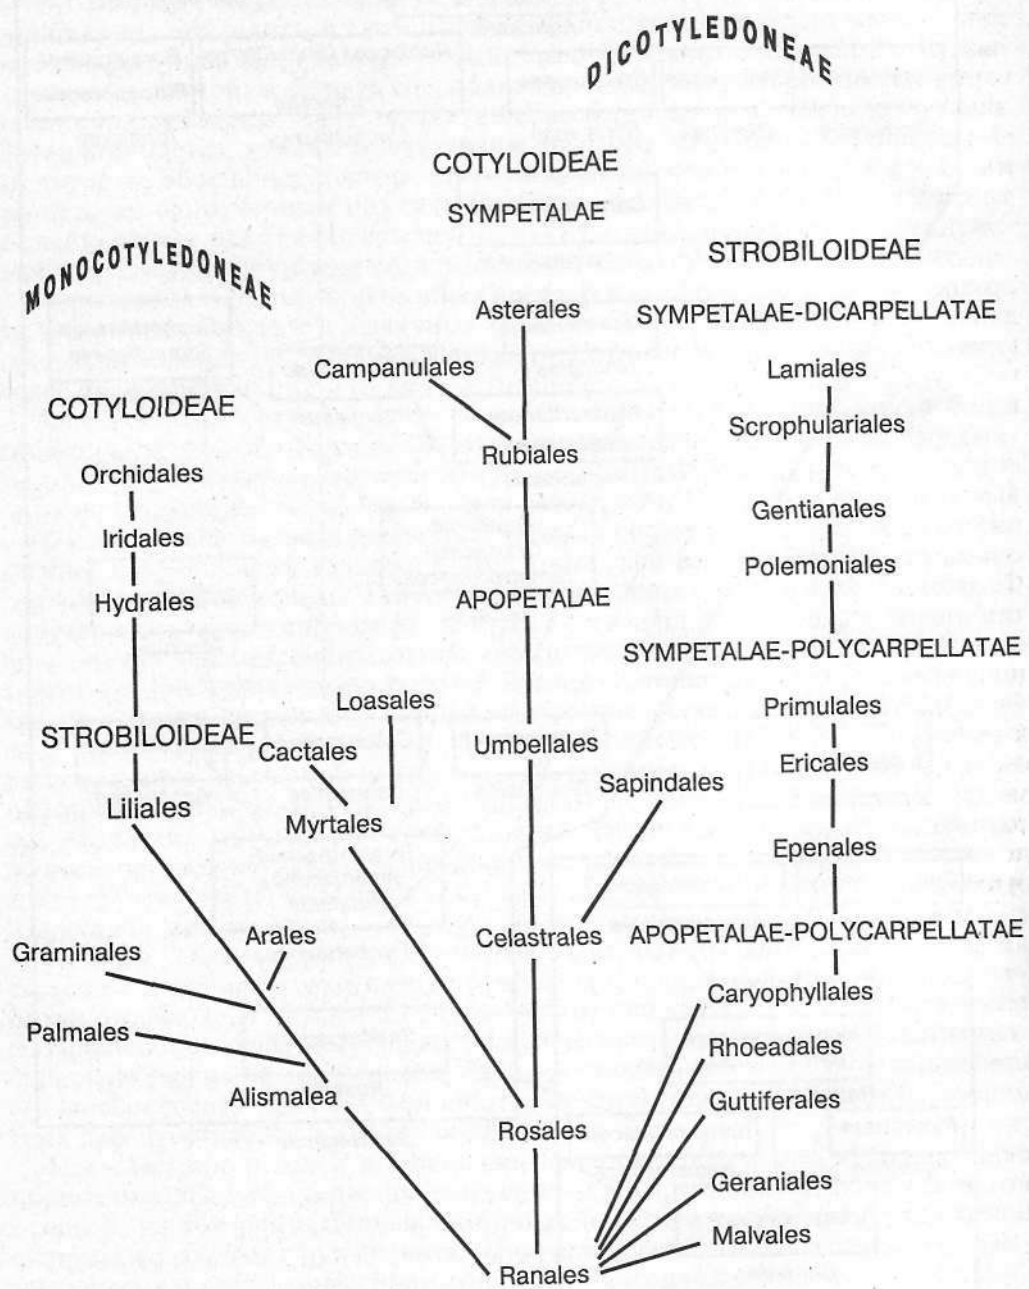 DICOTYLEDONEAE
COTYLOIDEAE
SYMPETALAE
MONOCOTYLEDONEAE
STROBILOIDEAE
Asterales
SYMPETALAE-DICARPELLATAE
Campanulales
Lamiales
COTYLOIDEAE
Scrophulariales
Rubiales
Orchidales
Gentianales
Iridales
Polemoniales
Hydrales
APOPETALAE
SYMPETALAE-POLYCARPELLATAE
Loasales
Primulales
STROBILOIDEAE
Cactales
Umbellales
Ericales
Sapindales
Liliales
Myrtales
Epenales
Graminales
Arales
Celastrales
APOPETALAE-POLYCARPELLATAE
Caryophyllales
Palmales
Rhoeadales
Alismalea
Guttiferales
Rosales
Geraniales
Malvales
Ranales